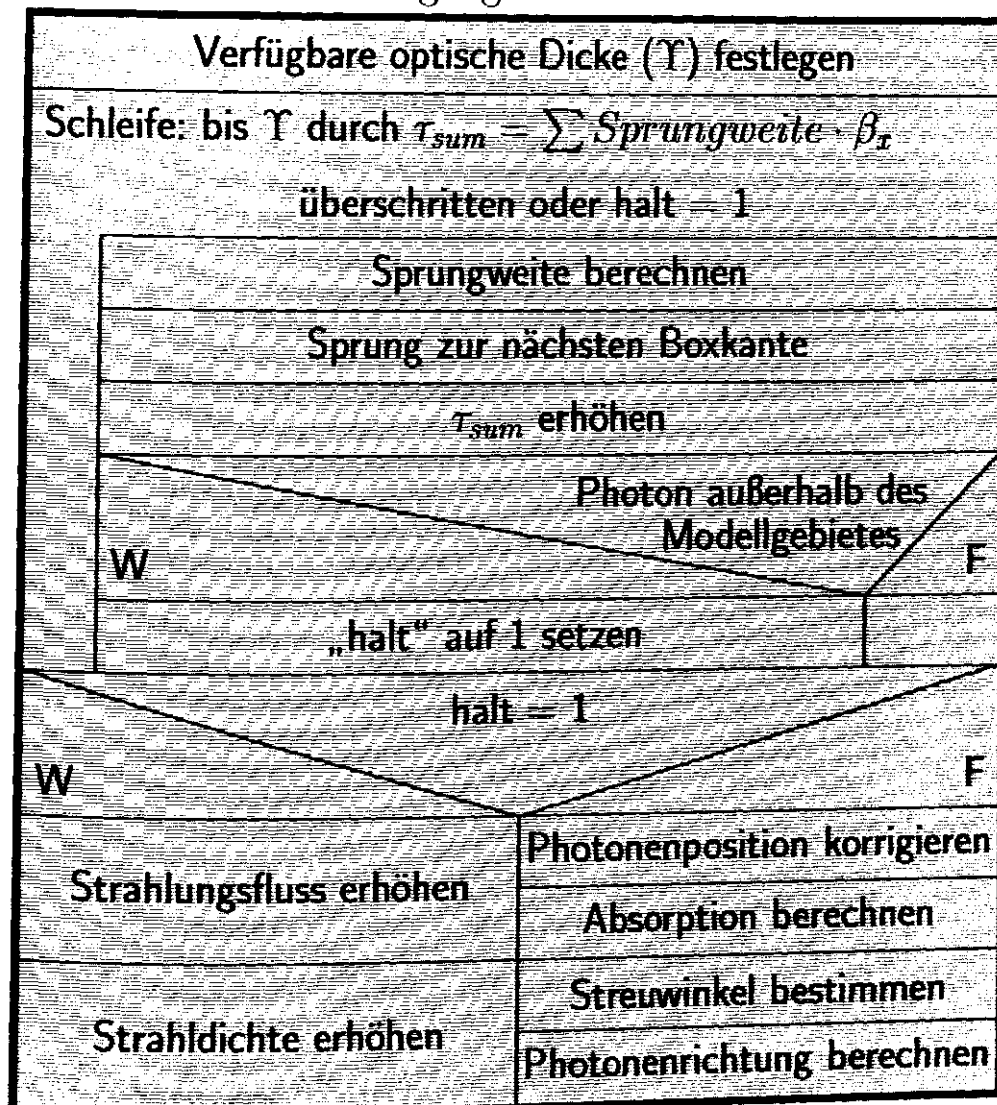 Verfügbare optische Dicke (ϒ) festlegen
Schleife: bis ϒ durch τ_sum = ∑ Sprungweite · β_x
überschritten oder halt = 1
Sprungweite berechnen
Sprung zur nächsten Boxkante
τ_sum erhöhen
Photon außerhalb des
Modellgebietes
W
F
„halt“ auf 1 setzen
halt = 1
W
F
Strahlungsfluss erhöhen
Strahldichte erhöhen
Photonenposition korrigieren
Absorption berechnen
Streuwinkel bestimmen
Photonenrichtung berechnen